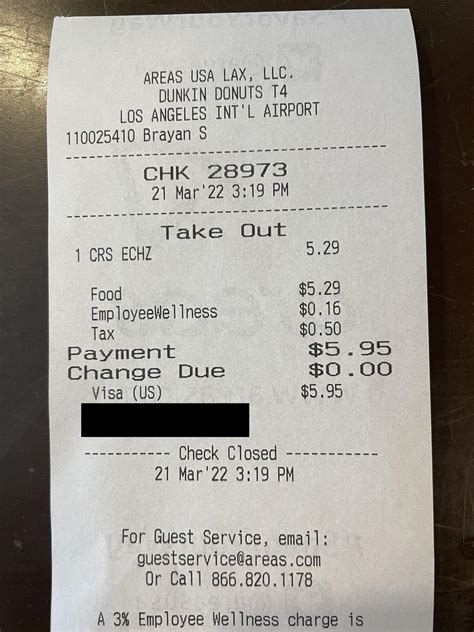 AREAS USA LAX, LLC.
DUNKIN DONUTS T4
LOS ANGELES INT'L AIRPORT
110025410 Brayan S
CHK 28973
21 Mar'22 3:19 PM
Take Out
1 CRS ECHZ 5.29
Food $5.29
EmployeeWellness $0.16
Tax $0.50
Payment $5.95
Change Due $0.00
Visa (US) $5.95
---------- Check Closed ----------
21 Mar'22 3:19 PM
For Guest Service, email:
guestservice@areas.com
Or Call 866.820.1178
A 3% Employee Wellness charge is